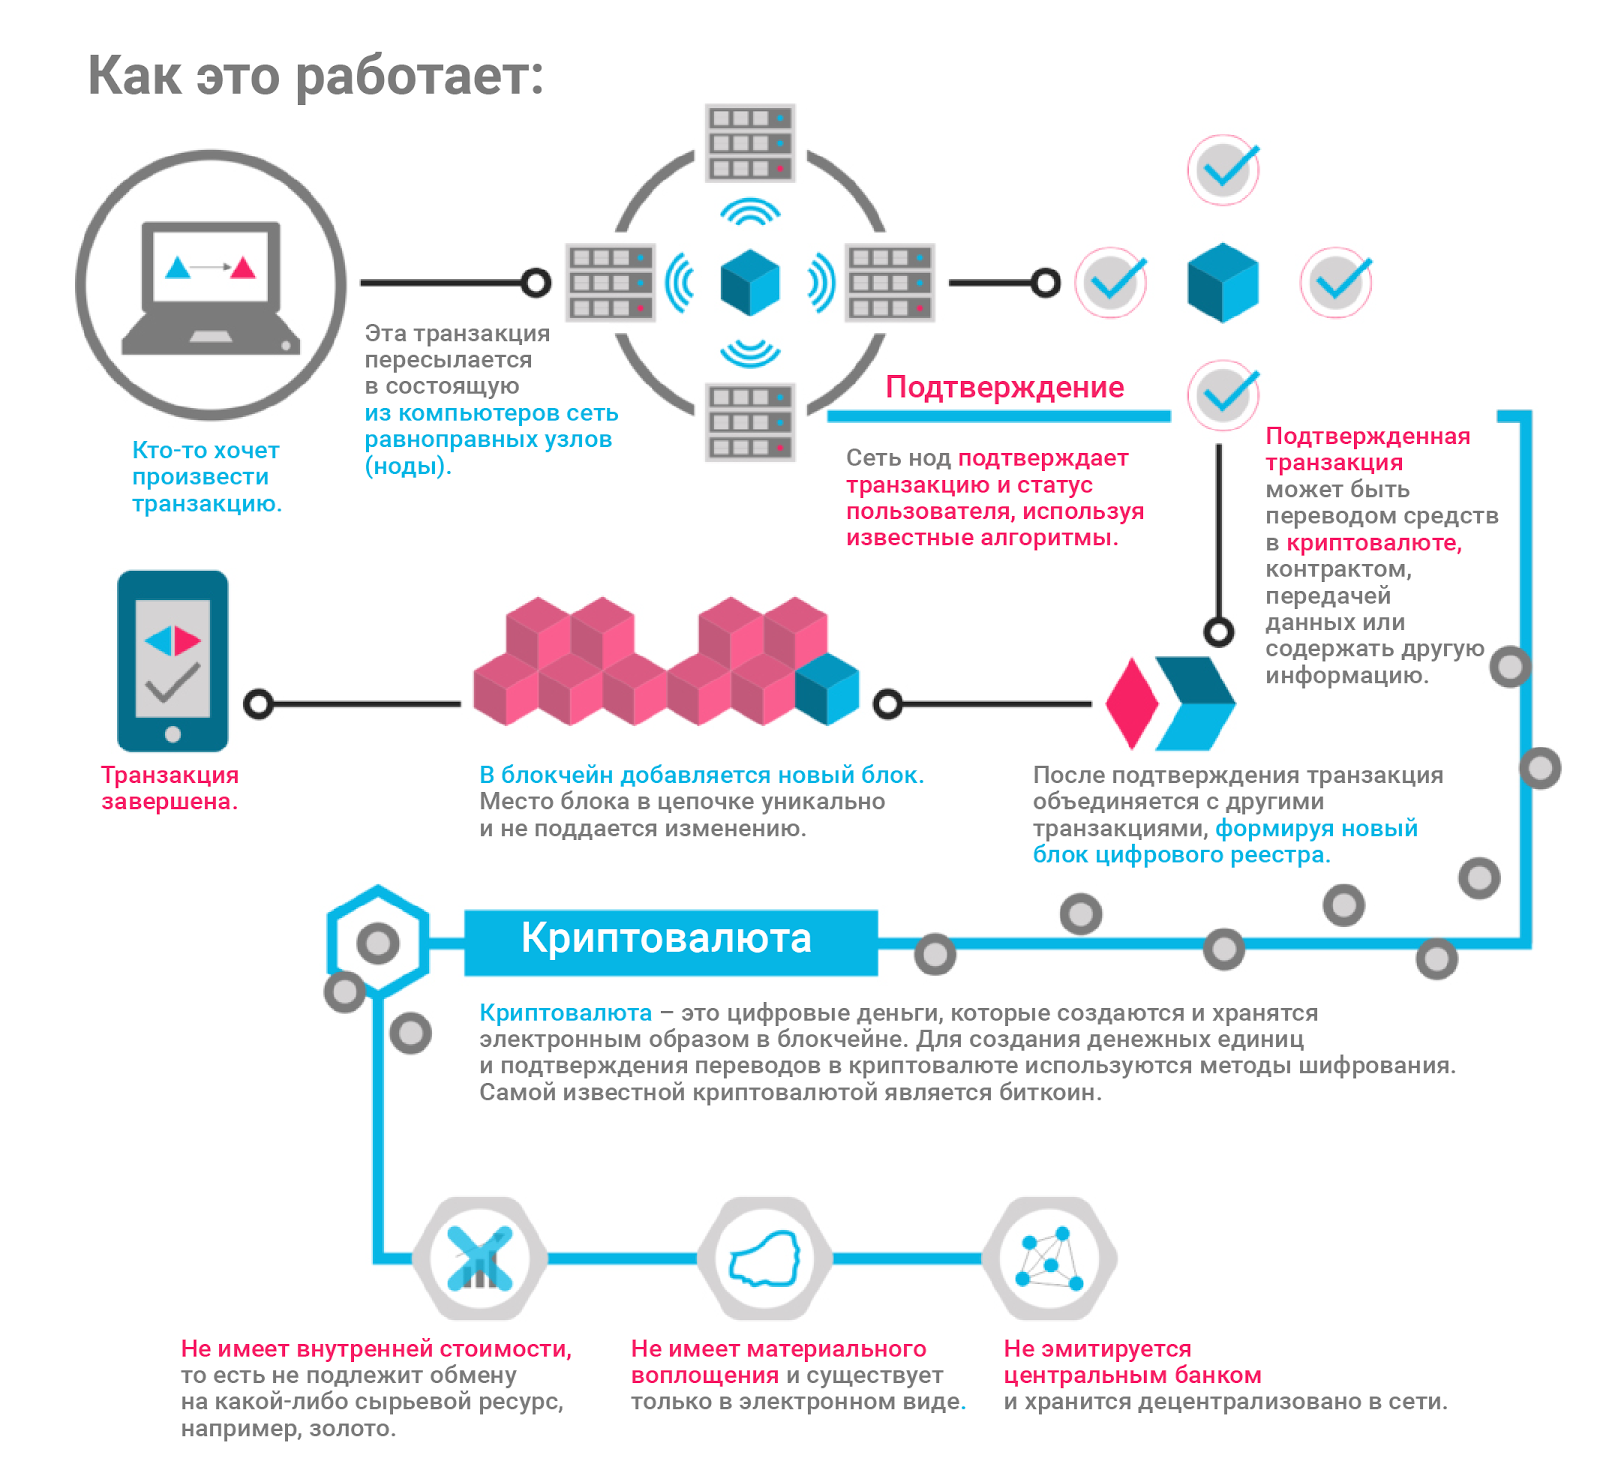 Как это работает:
Кто-то хочет
произвести
транзакцию.
Эта транзакция
пересылается
в состоящую
из компьютеров сеть
равноправных узлов
(ноды).
Подтверждение
Сеть нод подтверждает
транзакцию и статус
пользователя, используя
известные алгоритмы.
Подтвержденная
транзакция
может быть
переводом средств
в криптовалюте,
контрактом,
передачей
данных или
содержать другую
информацию.
После подтверждения транзакция
объединяется с другими
транзакциями, формируя новый
блок цифрового реестра.
В блокчейн добавляется новый блок.
Место блока в цепочке уникально
и не поддается изменению.
Транзакция
завершена.
Криптовалюта
Криптовалюта – это цифровые деньги, которые создаются и хранятся
электронным образом в блокчейне. Для создания денежных единиц
и подтверждения переводов в криптовалюте используются методы шифрования.
Самой известной криптовалютой является биткоин.
Не имеет внутренней стоимости,
то есть не подлежит обмену
на какой-либо сырьевой ресурс,
например, золото.
Не имеет материального
воплощения и существует
только в электронном виде.
Не эмитируется
центральным банком
и хранится децентрализовано в сети.